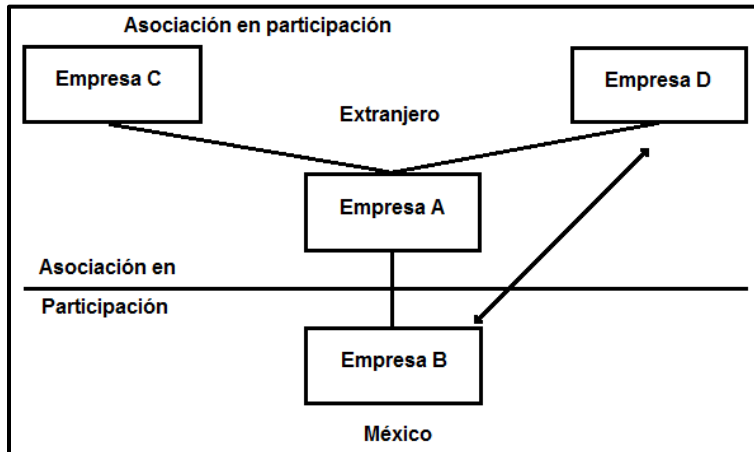 Asociación en participación
Empresa C
Empresa D
Extranjero
Empresa A
Asociación en
Participación
Empresa B
México